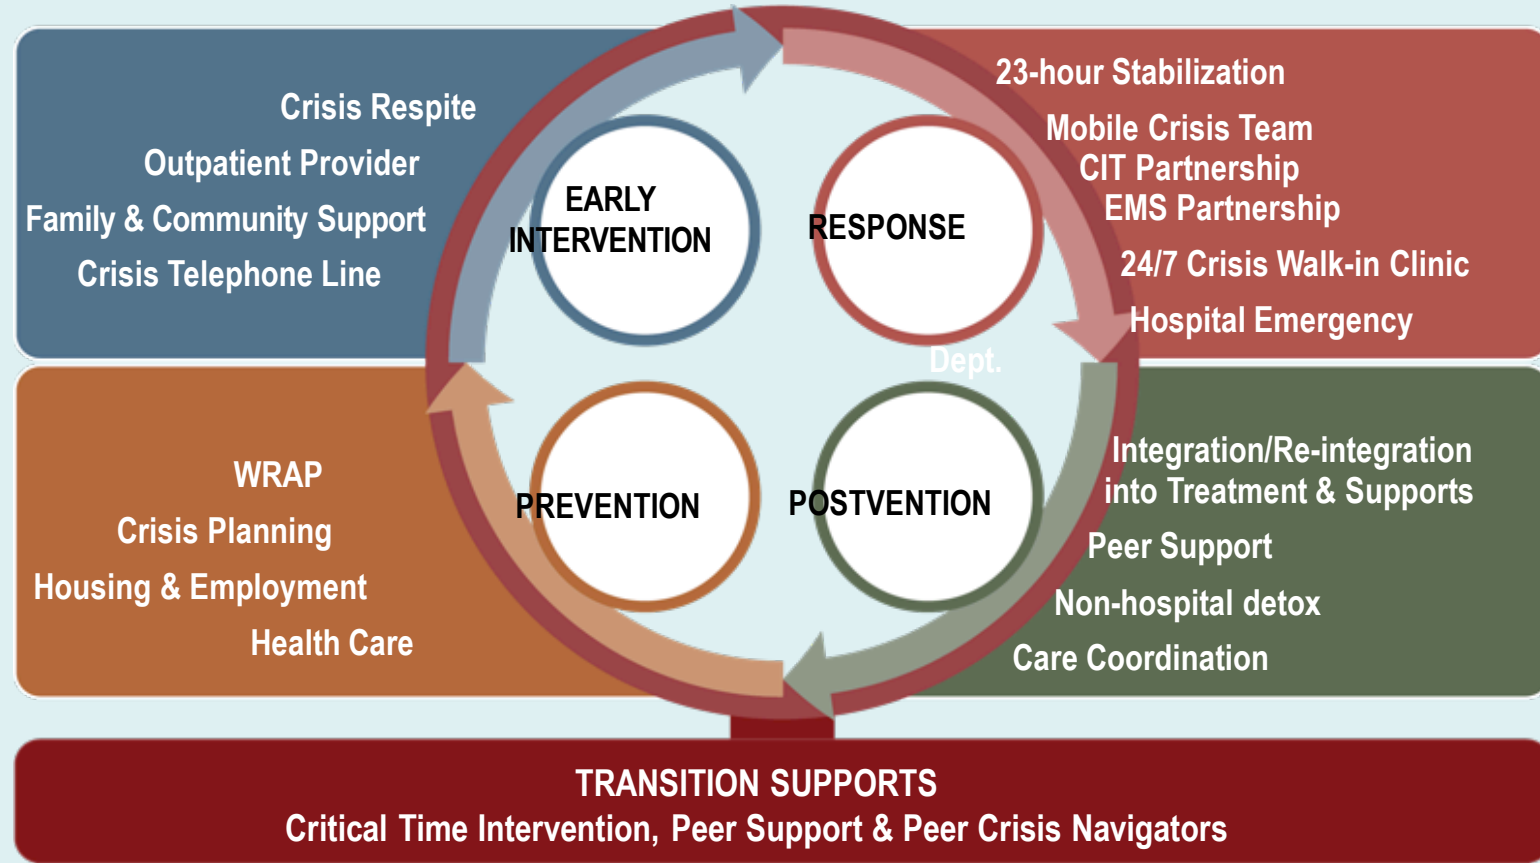 Crisis Respite
Outpatient Provider
Family & Community Support
Crisis Telephone Line
EARLY
INTERVENTION
RESPONSE
23-hour Stabilization
Mobile Crisis Team
CIT Partnership
EMS Partnership
24/7 Crisis Walk-in Clinic
Hospital Emergency
Dept.
WRAP
Crisis Planning
Housing & Employment
Health Care
PREVENTION
POSTVENTION
Integration/Re-integration
into Treatment & Supports
Peer Support
Non-hospital detox
Care Coordination
TRANSITION SUPPORTS
Critical Time Intervention, Peer Support & Peer Crisis Navigators